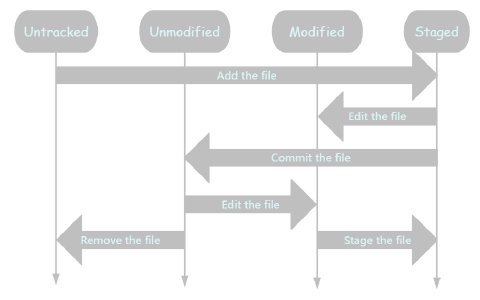 Untracked
Unmodified
Modified
Staged
Add the file
Edit the file
Commit the file
Edit the file
Remove the file
Stage the file